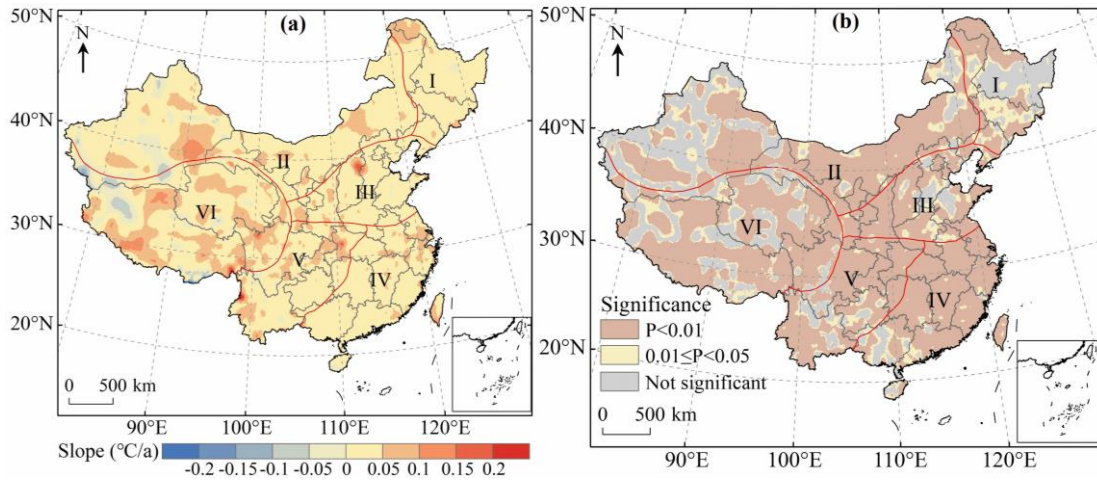 (a)
50°N
40°N
30°N
20°N
N
I
II
III
VI
V
IV
0 500 km
90°E 100°E 110°E 120°E
Slope (℃/a)
-0.2 -0.15 -0.1 -0.05 0 0.05 0.1 0.15 0.2
(b)
50°N
40°N
30°N
20°N
N
I
II
III
VI
V
IV
Significance
P<0.01
0.01≤P<0.05
Not significant
0 500 km
90°E 100°E 110°E 120°E